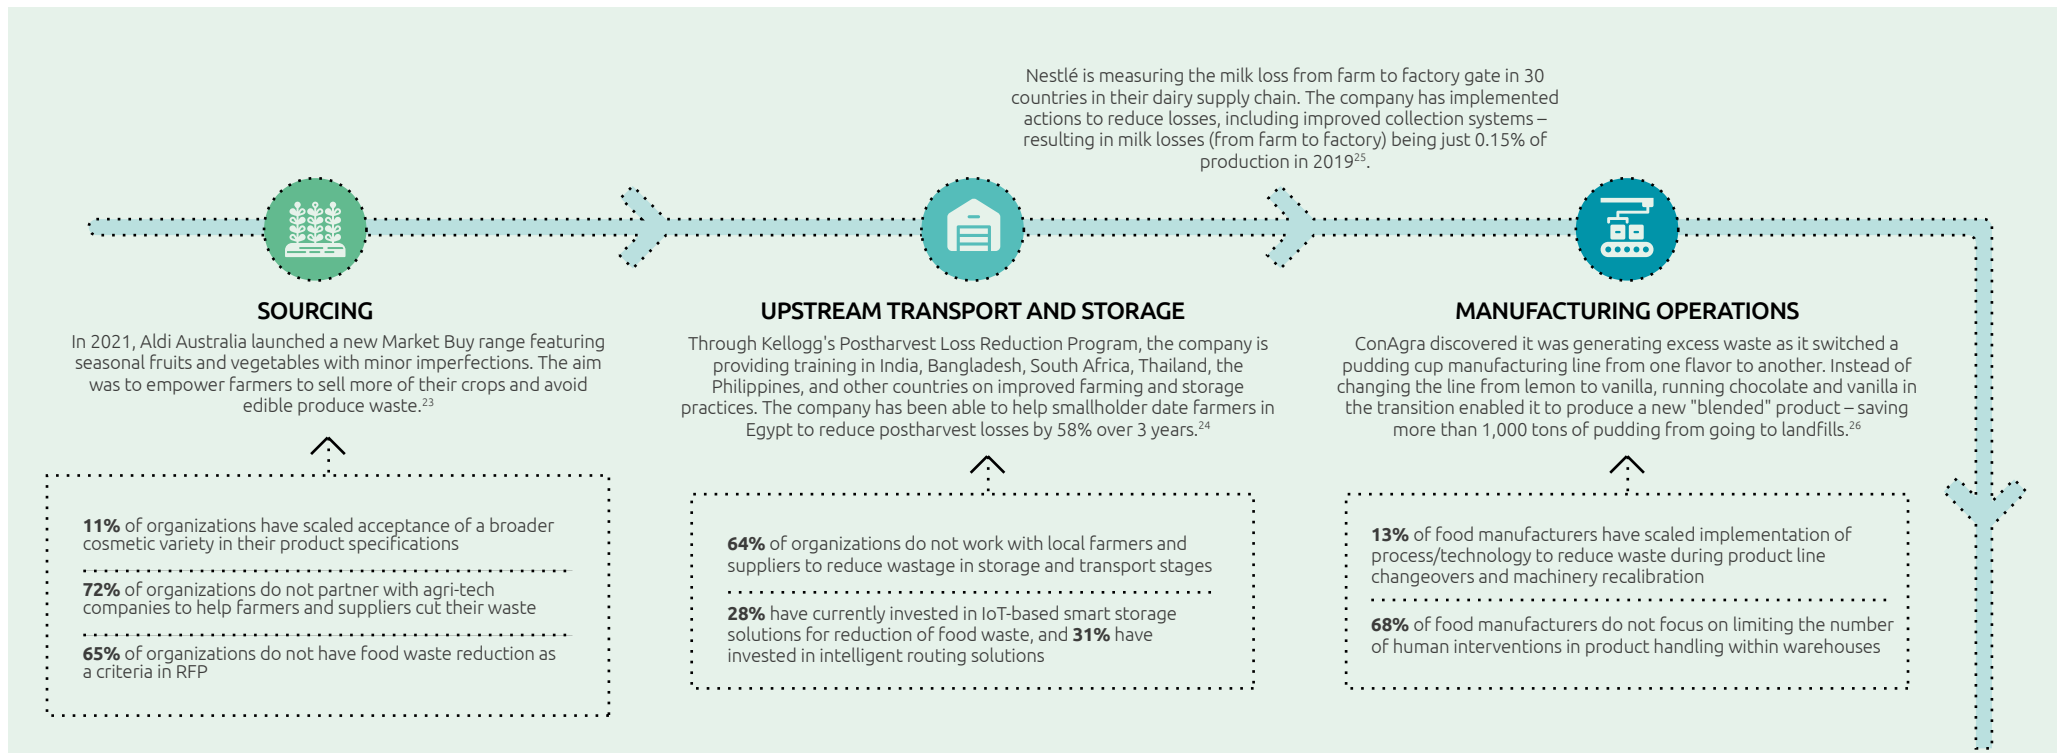 Nestlé is measuring the milk loss from farm to factory gate in 30
countries in their dairy supply chain. The company has implemented
actions to reduce losses, including improved collection systems –
resulting in milk losses (from farm to factory) being just 0.15% of
production in 2019²⁵.
SOURCING
In 2021, Aldi Australia launched a new Market Buy range featuring
seasonal fruits and vegetables with minor imperfections. The aim
was to empower farmers to sell more of their crops and avoid
edible produce waste.²³
11% of organizations have scaled acceptance of a broader
cosmetic variety in their product specifications
72% of organizations do not partner with agri-tech
companies to help farmers and suppliers cut their waste
65% of organizations do not have food waste reduction as
a criteria in RFP
UPSTREAM TRANSPORT AND STORAGE
Through Kellogg's Postharvest Loss Reduction Program, the company is
providing training in India, Bangladesh, South Africa, Thailand, the
Philippines, and other countries on improved farming and storage
practices. The company has been able to help smallholder date farmers in
Egypt to reduce postharvest losses by 58% over 3 years.²⁴
64% of organizations do not work with local farmers and
suppliers to reduce wastage in storage and transport stages
28% have currently invested in IoT-based smart storage
solutions for reduction of food waste, and 31% have
invested in intelligent routing solutions
MANUFACTURING OPERATIONS
ConAgra discovered it was generating excess waste as it switched a
pudding cup manufacturing line from one flavor to another. Instead of
changing the line from lemon to vanilla, running chocolate and vanilla in
the transition enabled it to produce a new "blended" product – saving
more than 1,000 tons of pudding from going to landfills.²⁶
13% of food manufacturers have scaled implementation of
process/technology to reduce waste during product line
changeovers and machinery recalibration
68% of food manufacturers do not focus on limiting the number
of human interventions in product handling within warehouses